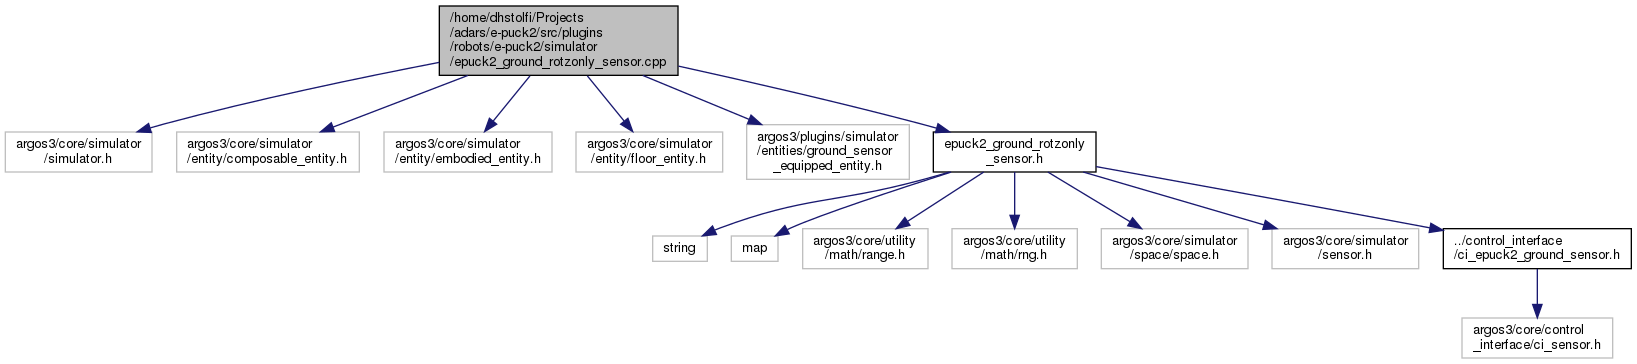 /home/dhstolfi/Projects
/adars/e-puck2/src/plugins
/robots/e-puck2/simulator
/epuck2_ground_rotzonly_sensor.cpp
argos3/core/simulator
/simulator.h
argos3/core/simulator
/entity/composable_entity.h
argos3/core/simulator
/entity/embodied_entity.h
argos3/core/simulator
/entity/floor_entity.h
argos3/plugins/simulator
/entities/ground_sensor
_equipped_entity.h
epuck2_ground_rotzonly
_sensor.h
string
map
argos3/core/utility
/math/range.h
argos3/core/utility
/math/rng.h
argos3/core/simulator
/space/space.h
argos3/core/simulator
/sensor.h
../control_interface
/ci_epuck2_ground_sensor.h
argos3/core/control
_interface/ci_sensor.h